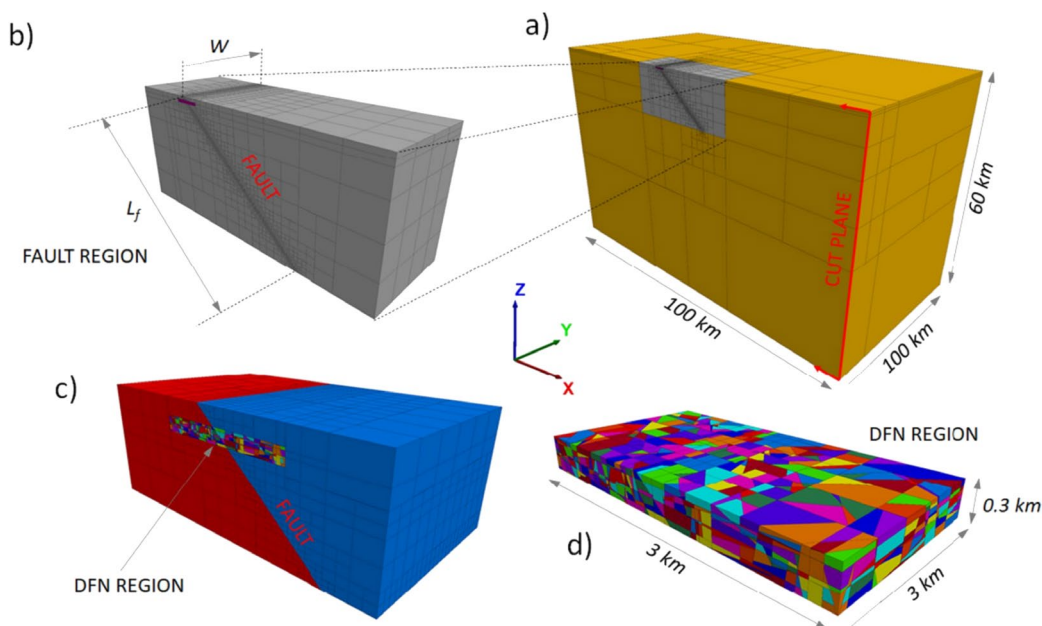 b)
W
a)
FAULT
L_f
FAULT REGION
60 km
CUT PLANE
100 km
100 km
Z
Y
X
c)
FAULT
DFN REGION
DFN REGION
0.3 km
d)
3 km
3 km